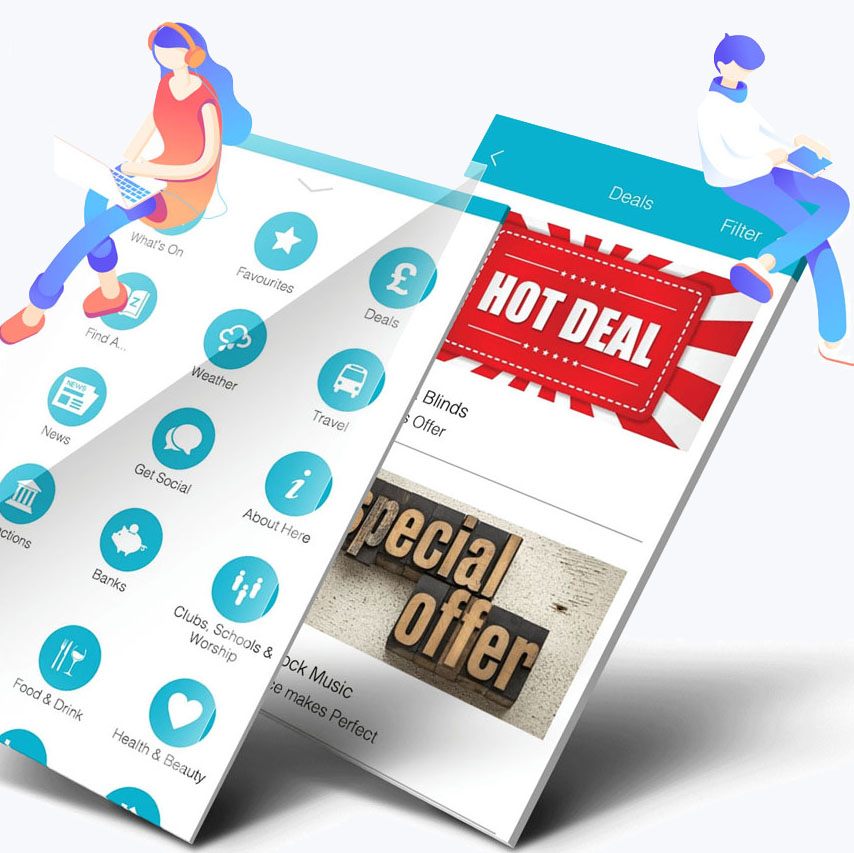 What's On
Favourites
Deals
Find A...
Weather
Travel
NEWS
News
Get Social
About Here
ctions
Banks
Clubs, Schools &
Worship
Food & Drink
Health & Beauty
Deals
Filter
HOT DEAL
Blinds
s Offer
special
offer
ock Music
ce makes Perfect